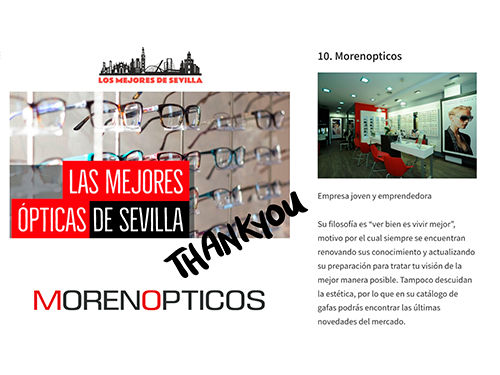 LOS MEJORES DE SEVILLA
LAS MEJORES
ÓPTICAS DE SEVILLA
THANKYOU
MORENOPTICOS
10. Morenopticos
Empresa joven y emprendedora
Su filosofía es “ver bien es vivir mejor”,
motivo por el cual siempre se encuentran
renovando sus conocimiento y actualizando
su preparación para tratar tu visión de la
mejor manera posible. Tampoco descuidan
la estética, por lo que en su catálogo de
gafas podrás encontrar las últimas
novedades del mercado.